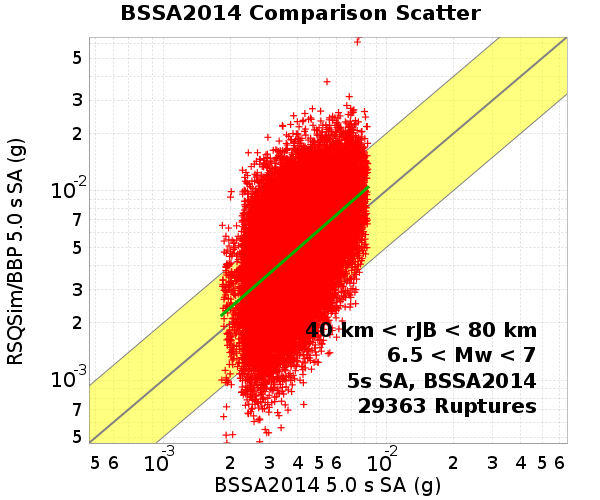 BSSA2014 Comparison Scatter
RSQSim/BBP 5.0 s SA (g)
5
3
2
10-2
7
5
3
2
10-3
7
5
40 km < rJB < 80 km
6.5 < Mw < 7
5s SA, BSSA2014
29363 Ruptures
5 6 10-3 2 3 4 5 6 10-2 2 3 4 5 6
BSSA2014 5.0 s SA (g)